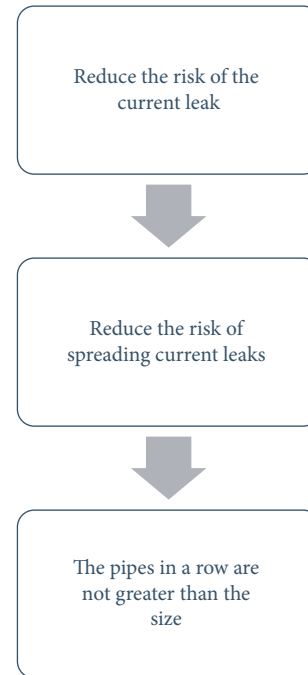 Reduce the risk of the
current leak
Reduce the risk of
spreading current leaks
The pipes in a row are
not greater than the
size